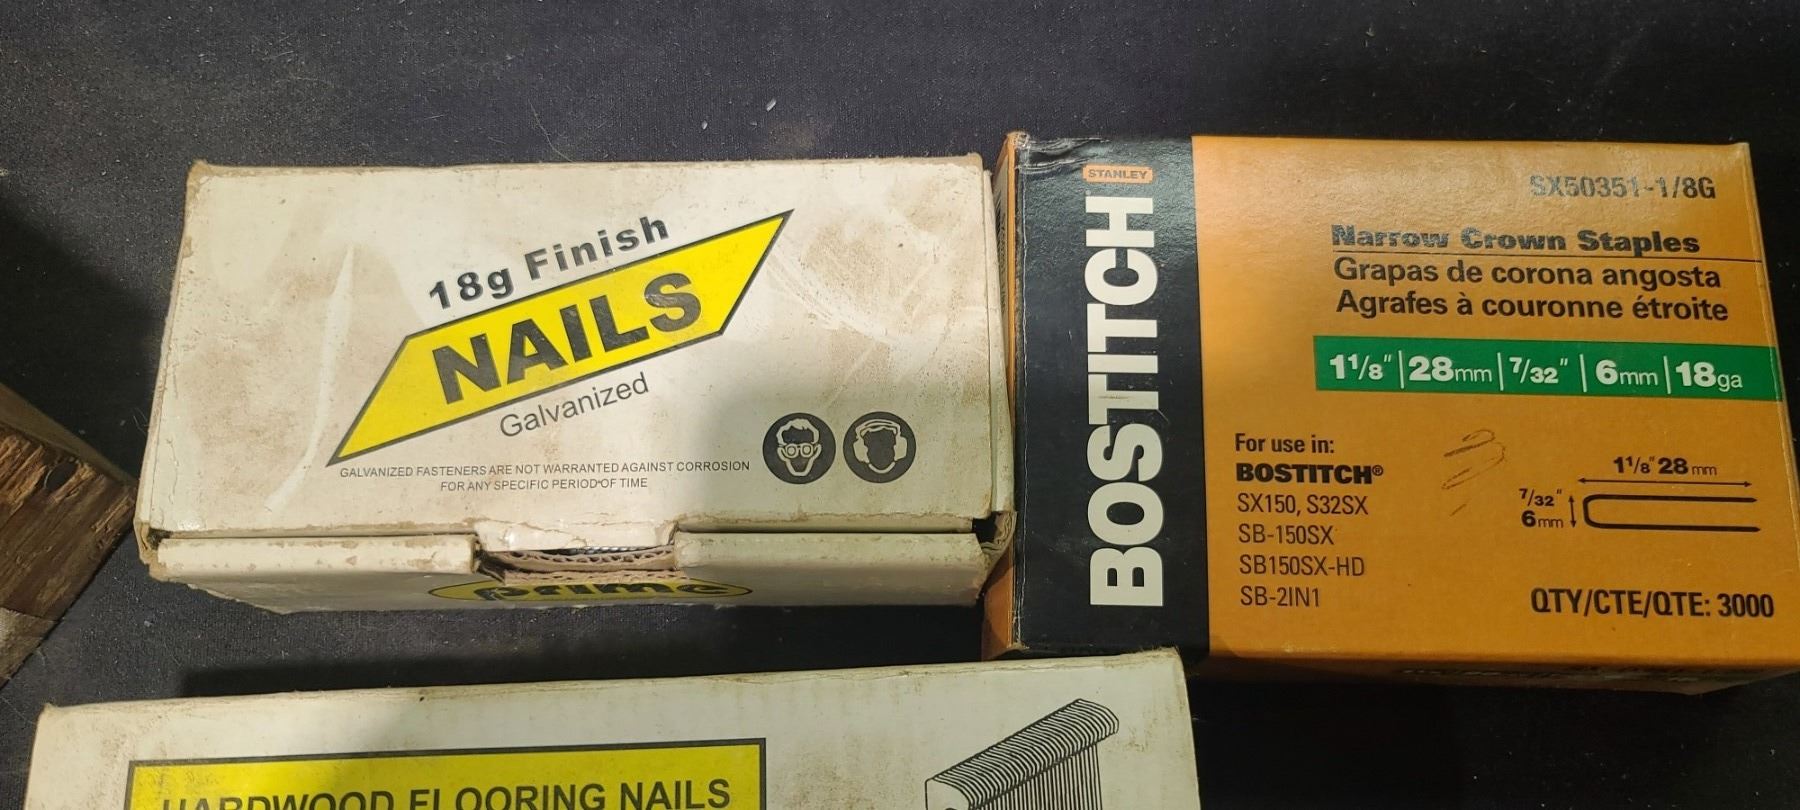 18g Finish
NAILS
Galvanized
GALVANIZED FASTENERS ARE NOT WARRANTED AGAINST CORROSION
FOR ANY SPECIFIC PERIOD OF TIME
prime
STANLEY
BOSTITCH
SX50351-1/8G
Narrow Crown Staples
Grapas de corona angosta
Agrafes à couronne étroite
1 1/8" | 28mm | 7/32" | 6mm | 18ga
For use in:
BOSTITCH®
SX150, S32SX
SB-150SX
SB150SX-HD
SB-2IN1
1 1/8" 28 mm
7/32"
6mm
QTY/CTE/QTE: 3000
HARDWOOD FLOORING NAILS